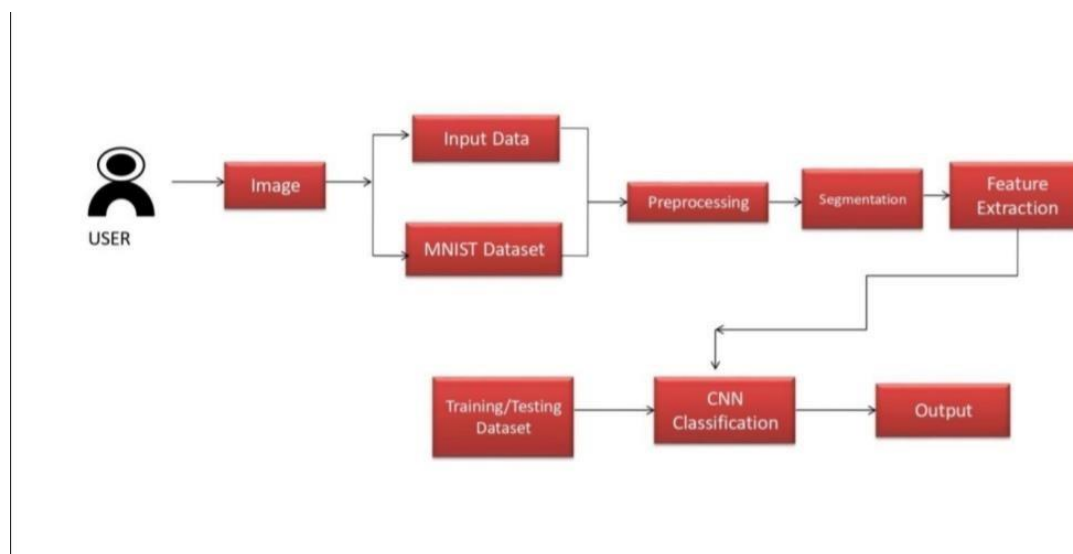 USER
Image
Input Data
MNIST Dataset
Preprocessing
Segmentation
Feature
Extraction
Training/Testing
Dataset
CNN
Classification
Output